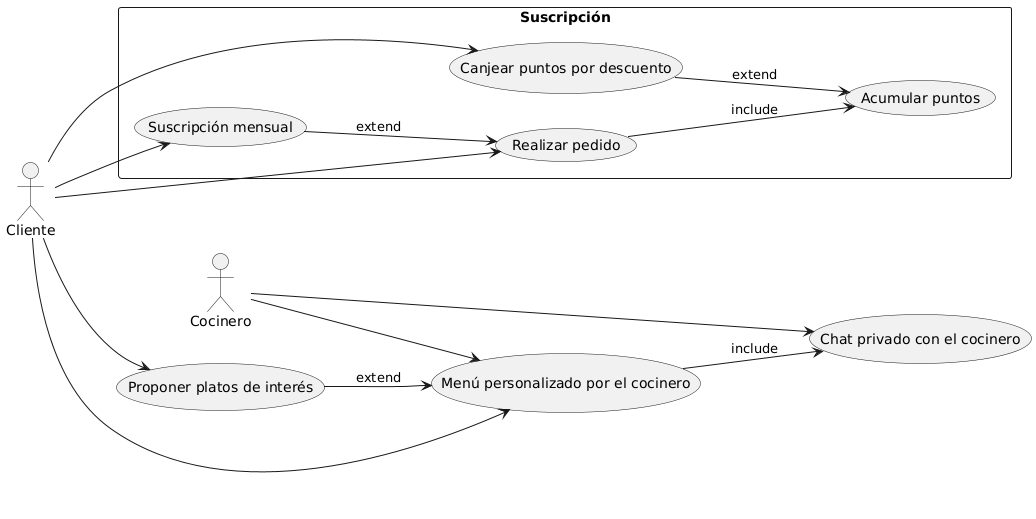 Suscripción
Canjear puntos por descuento
extend
Acumular puntos
Suscripción mensual
extend
include
Realizar pedido
Cliente
Cocinero
Chat privado con el cocinero
include
Proponer platos de interés
extend
Menú personalizado por el cocinero